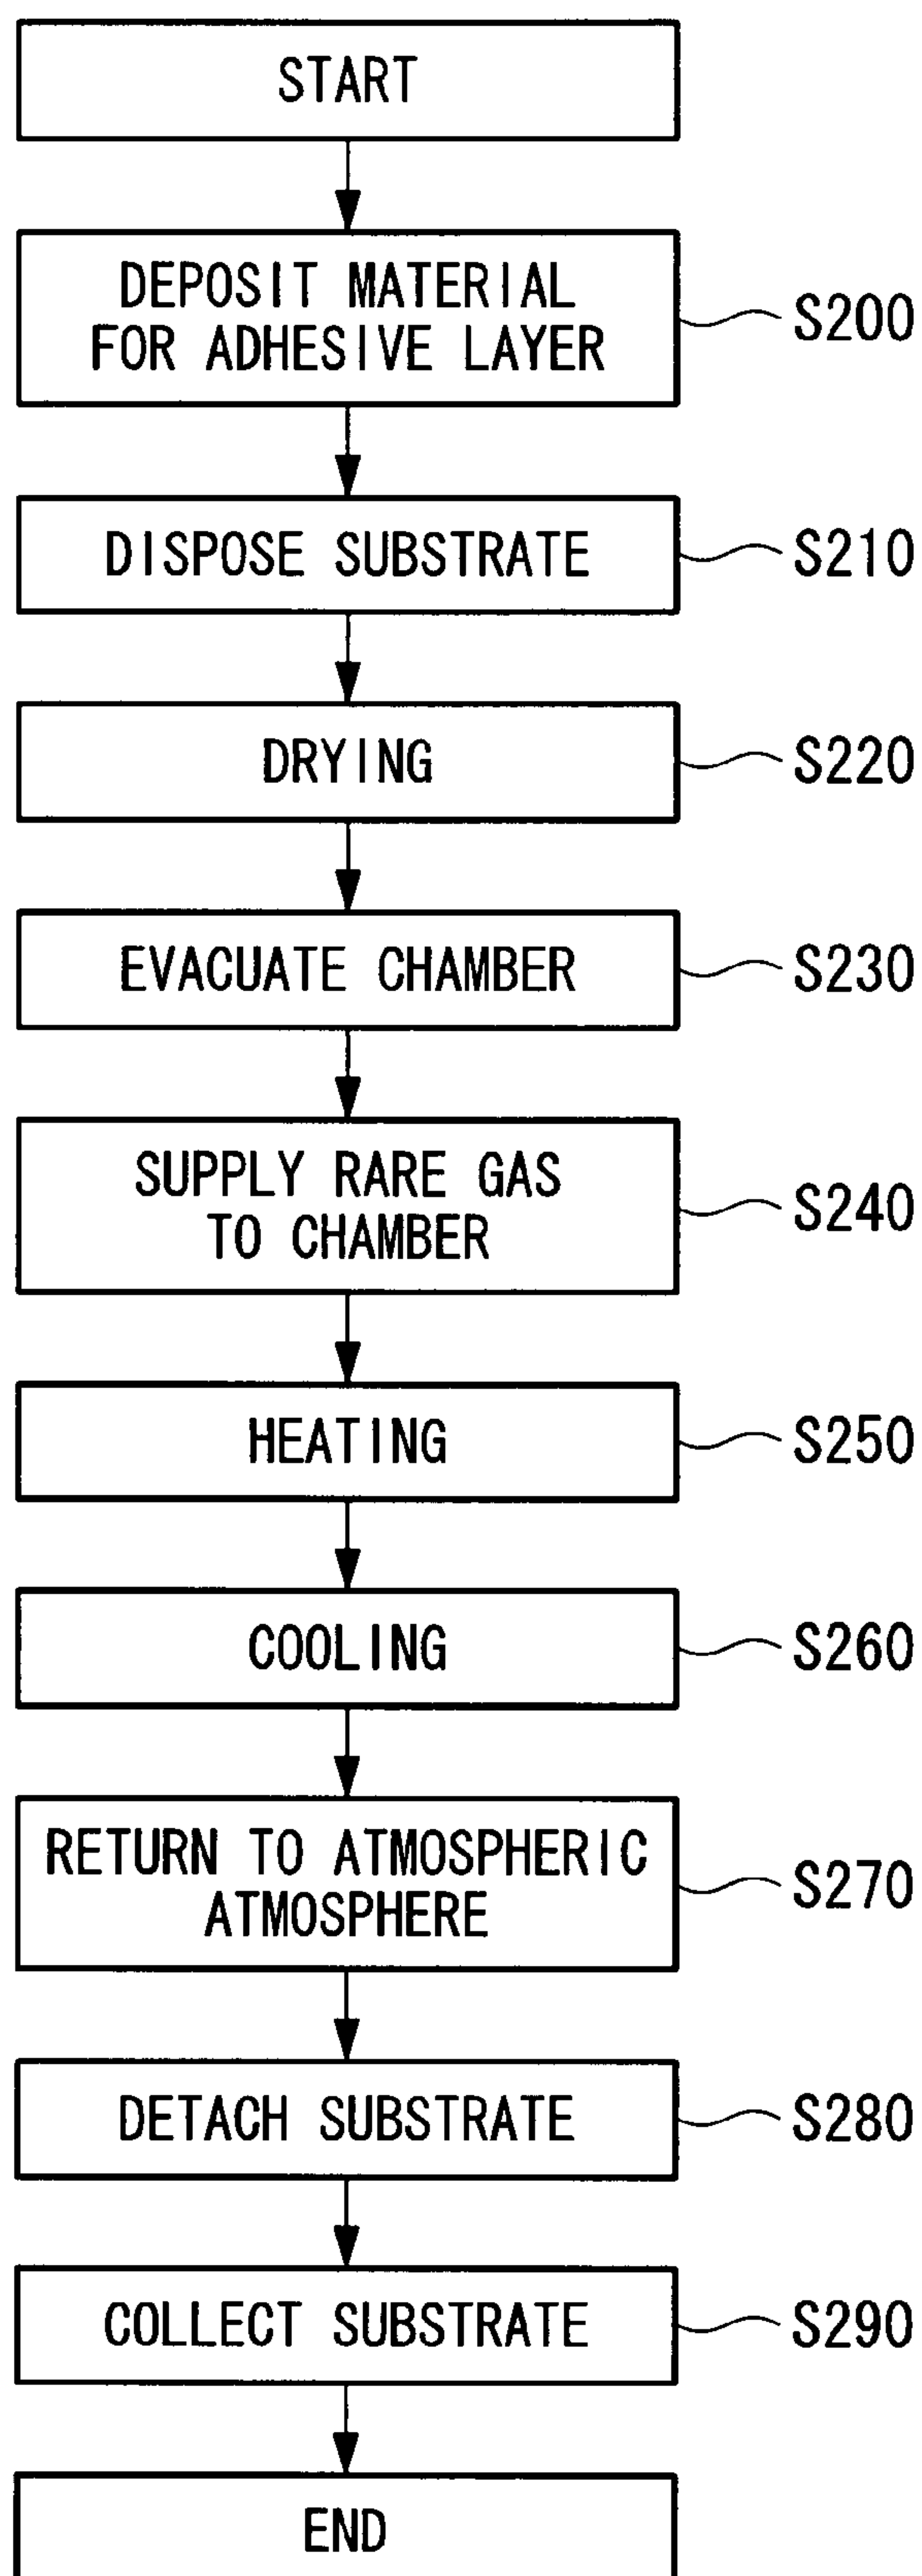 START
DEPOSIT MATERIAL
FOR ADHESIVE LAYER
S200
DISPOSE SUBSTRATE
S210
DRYING
S220
EVACUATE CHAMBER
S230
SUPPLY RARE GAS
TO CHAMBER
S240
HEATING
S250
COOLING
S260
RETURN TO ATMOSPHERIC
ATMOSPHERE
S270
DETACH SUBSTRATE
S280
COLLECT SUBSTRATE
S290
END